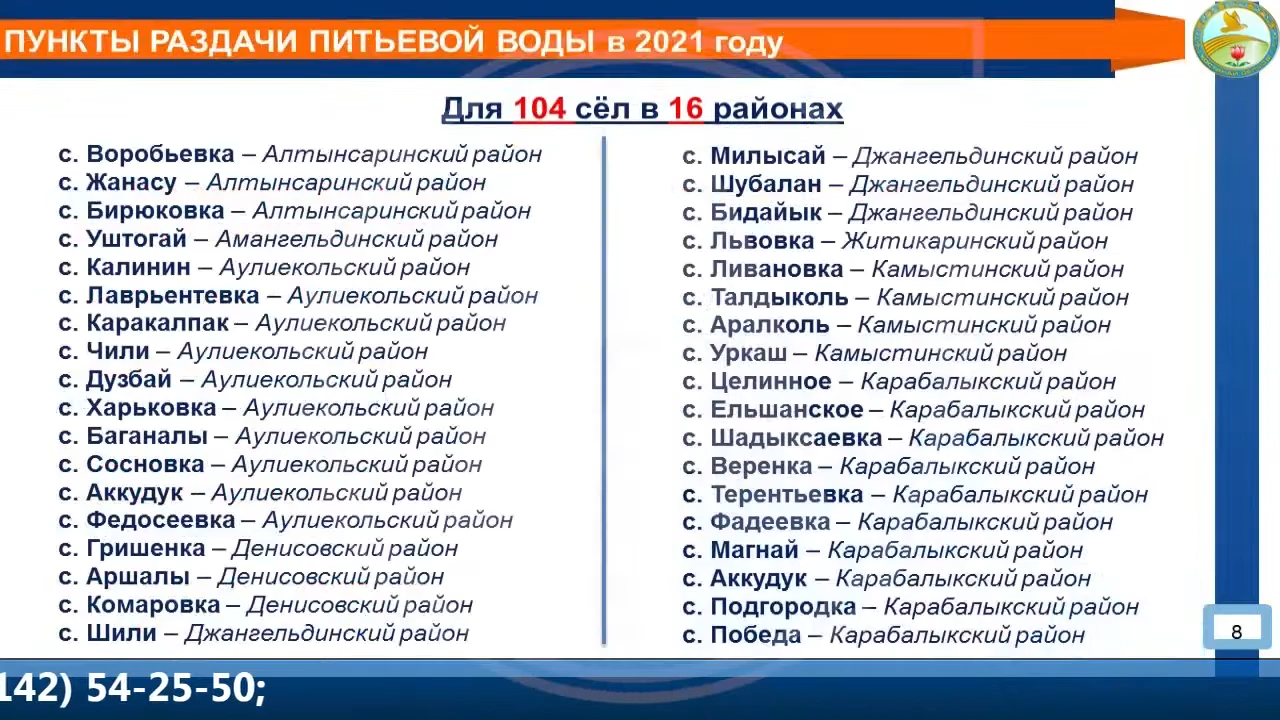 ПУНКТЫ РАЗДАЧИ ПИТЬЕВОЙ ВОДЫ в 2021 году
Для 104 сёл в 16 районах
с. Воробьевка – Алтынсаринский район
с. Жанасу – Алтынсаринский район
с. Бирюковка – Алтынсаринский район
с. Уштогай – Амангельдинский район
с. Калинин – Аулиекольский район
с. Лаврьентевка – Аулиекольский район
с. Каракалпак – Аулиекольский район
с. Чили – Аулиекольский район
с. Дузбай – Аулиекольский район
с. Харьковка – Аулиекольский район
с. Баганалы – Аулиекольский район
с. Сосновка – Аулиекольский район
с. Аккудук – Аулиекольский район
с. Федосеевка – Аулиекольский район
с. Гришенка – Денисовский район
с. Аршалы – Денисовский район
с. Комаровка – Денисовский район
с. Шили – Джангельдинский район
с. Милысай – Джангельдинский район
с. Шубалан – Джангельдинский район
с. Бидайык – Джангельдинский район
с. Львовка – Житикаринский район
с. Ливановка – Камыстинский район
с. Талдыколь – Камыстинский район
с. Аралколь – Камыстинский район
с. Уркаш – Камыстинский район
с. Целинное – Карабалыкский район
с. Ельшанское – Карабалыкский район
с. Шадыксаевка – Карабалыкский район
с. Веренка – Карабалыкский район
с. Терентьевка – Карабалыкский район
с. Фадеевка – Карабалыкский район
с. Магнай – Карабалыкский район
с. Аккудук – Карабалыкский район
с. Подгородка – Карабалыкский район
с. Победа – Карабалыкский район
8
142) 54-25-50;